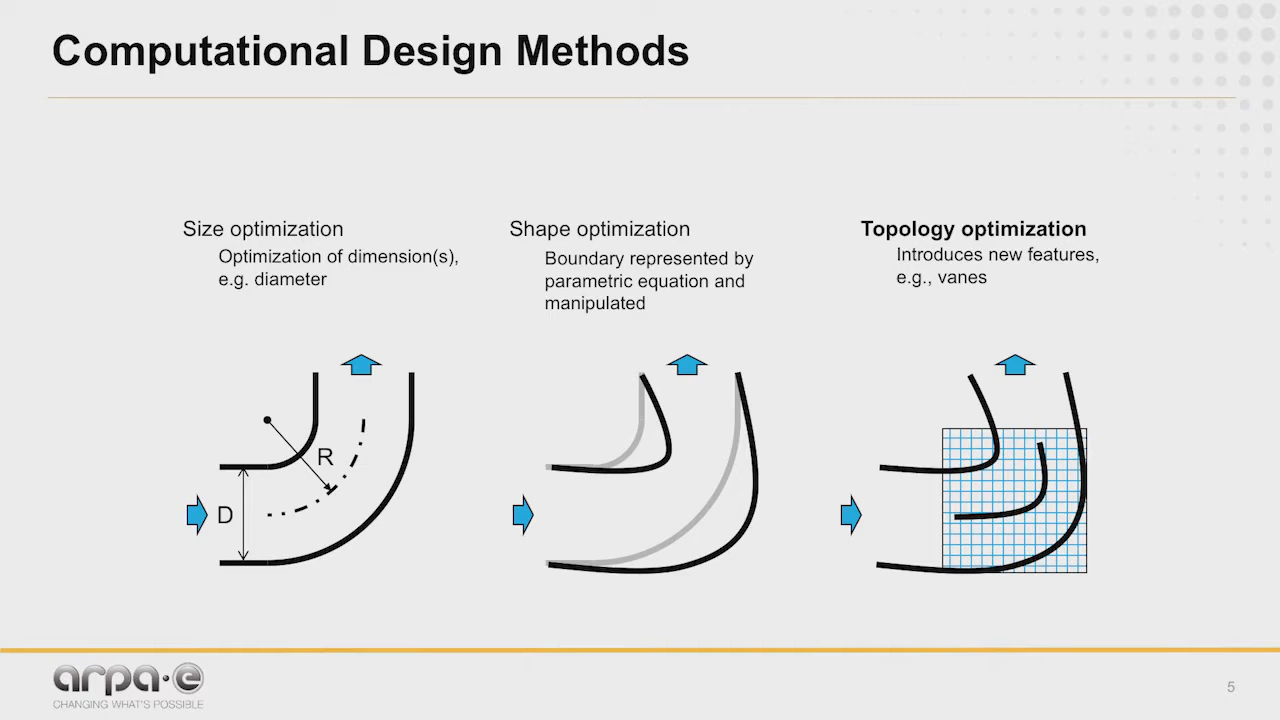 Computational Design Methods
Size optimization
Optimization of dimension(s),
e.g. diameter
Shape optimization
Boundary represented by
parametric equation and
manipulated
Topology optimization
Introduces new features,
e.g., vanes
R
D
arpa·e
CHANGING WHAT'S POSSIBLE
5